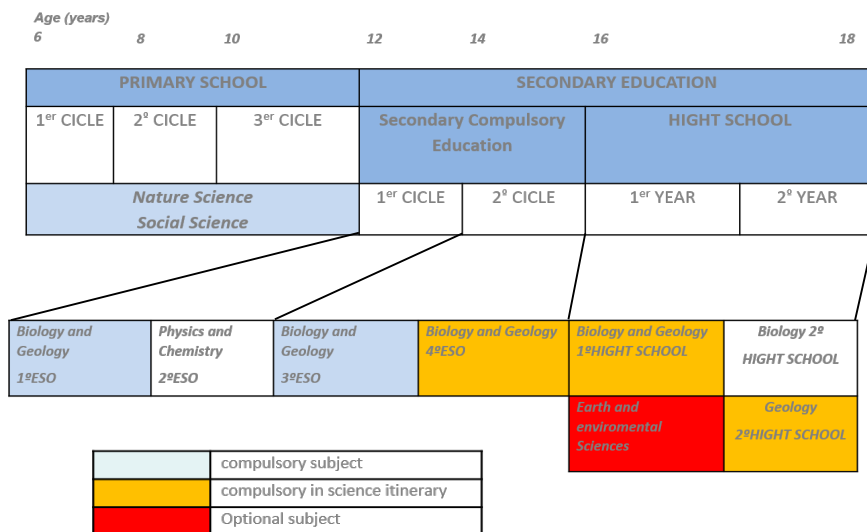 Age (years)
6 8 10 12 14 16 18
PRIMARY SCHOOL SECONDARY EDUCATION
1er CICLE 2º CICLE 3er CICLE Secondary Compulsory HIGHT SCHOOL
Education
Nature Science 1er CICLE 2º CICLE 1er YEAR 2º YEAR
Social Science
Biology and
Geology
1ºESO
Physics and
Chemistry
2ºESO
Biology and
Geology
3ºESO
Biology and Geology
4ºESO
Biology and Geology
1ºHIGHT SCHOOL
Biology 2º
HIGHT SCHOOL
Earth and
enviromental
Sciences
Geology
2ºHIGHT SCHOOL
compulsory subject
compulsory in science itinerary
Optional subject